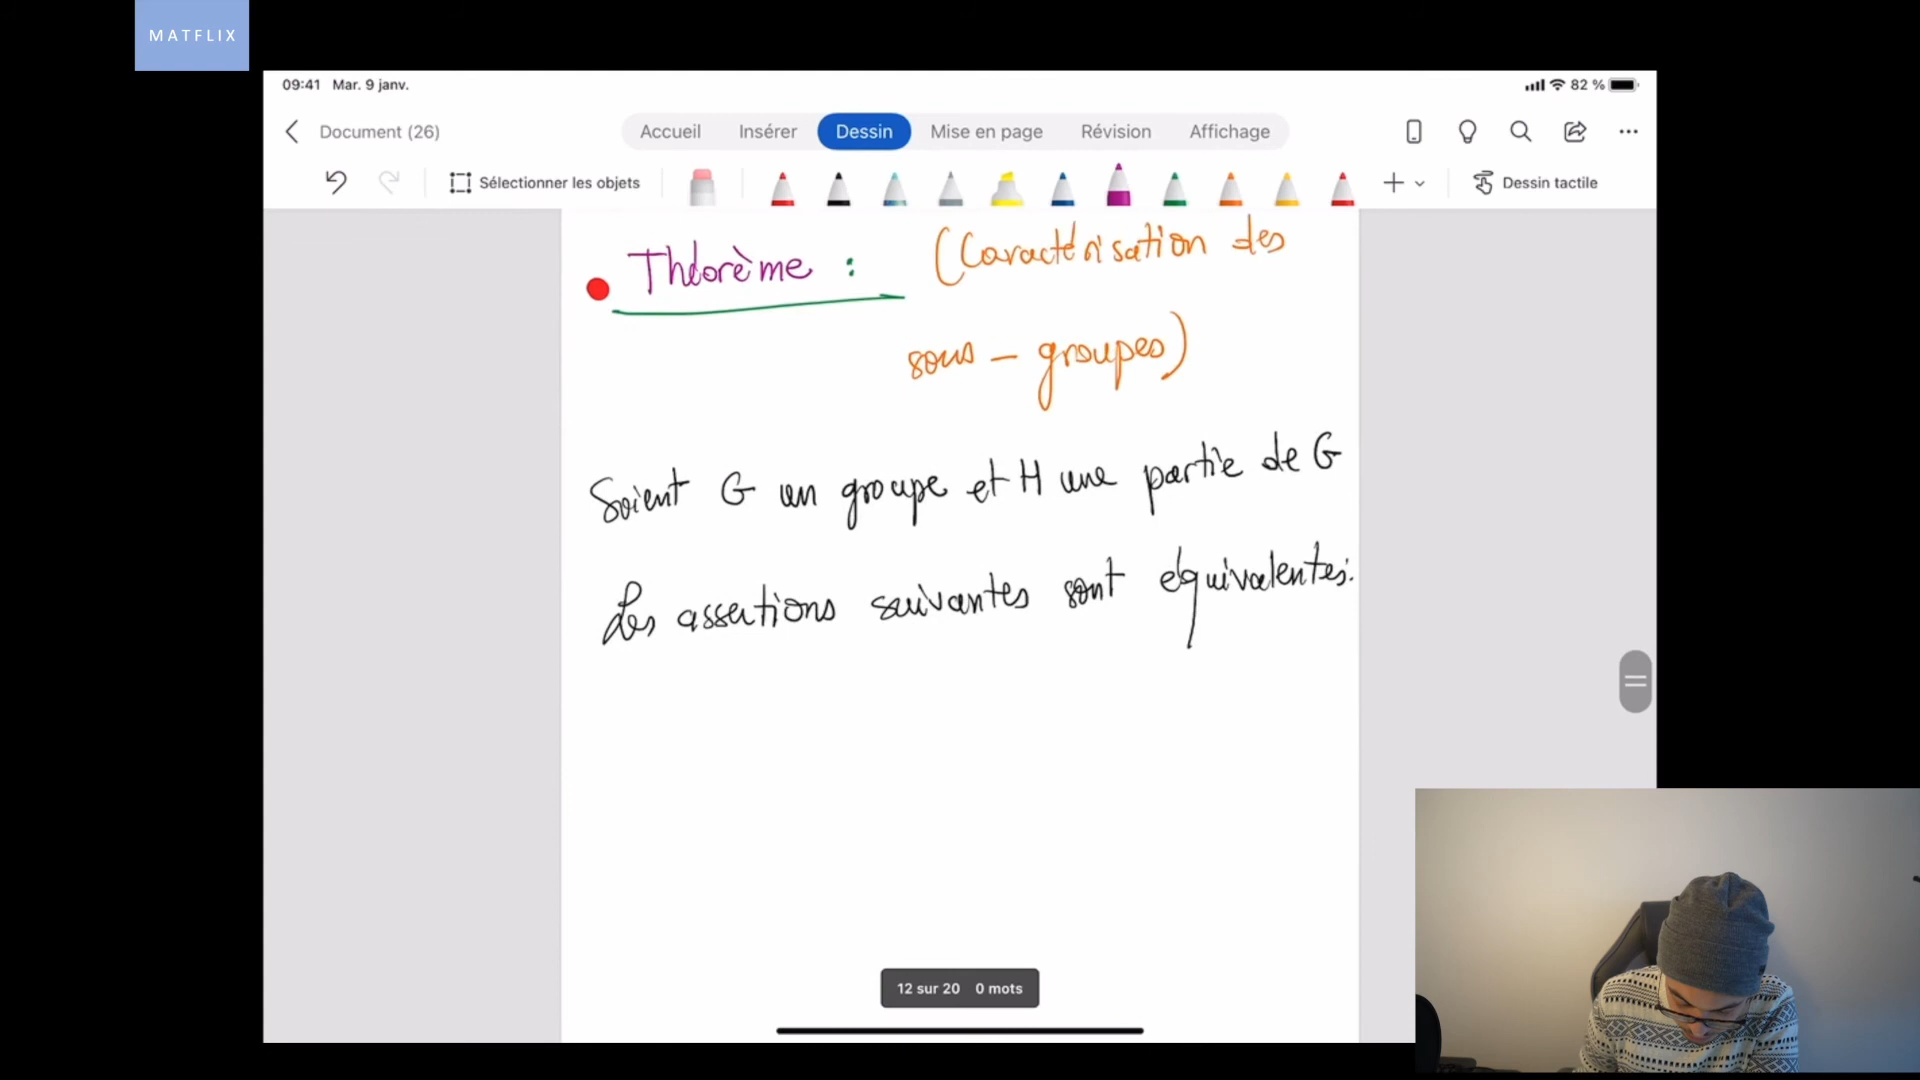 MATFLIX
09:41 Mar. 9 janv.
82 %
Document (26)
Accueil Insérer Dessin Mise en page Révision Affichage
Sélectionner les objets
Dessin tactile
Théorème : (Caractérisation des
sous - groupes)
Soient G un groupe et H une partie de G
Les assertions suivantes sont équivalentes:
12 sur 20 0 mots